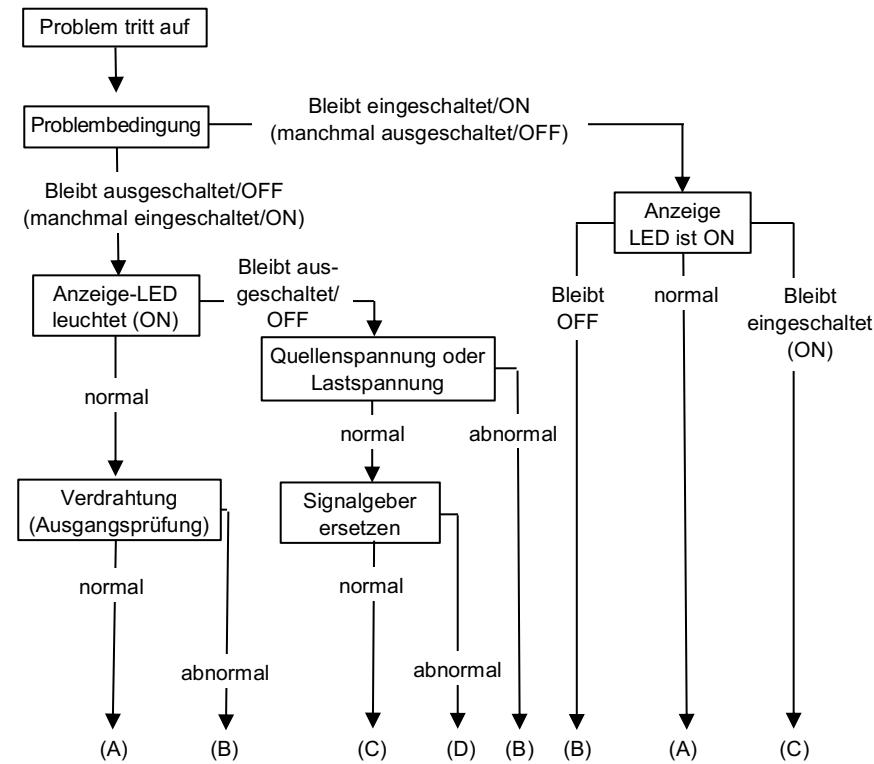 Problem tritt auf
Problembedingung
Bleibt eingeschaltet/ON
(manchmal ausgeschaltet/OFF)
Bleibt ausgeschaltet/OFF
(manchmal eingeschaltet/ON)
Anzeige
LED ist ON
Anzeige-LED
leuchtet (ON)
Bleibt aus-
geschaltet/
OFF
Bleibt
OFF
normal
Bleibt
eingeschaltet
(ON)
Quellenspannung oder
Lastspannung
normal
normal
abnormal
Verdrahtung
(Ausgangsprüfung)
Signalgeber
ersetzen
normal
normal
abnormal
abnormal
(A)
(B)
(C)
(D)
(B)
(B)
(A)
(C)